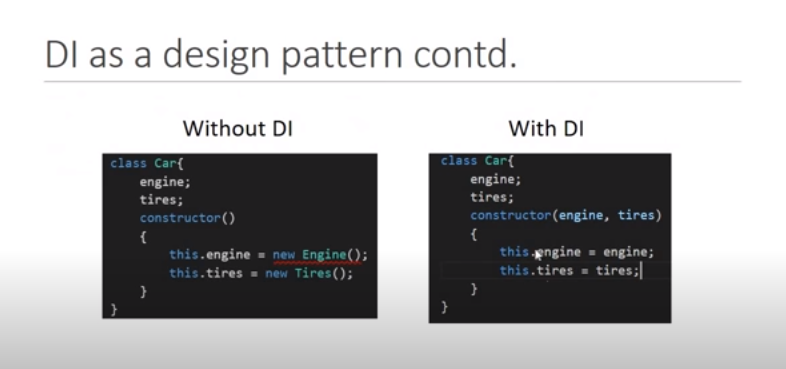 DI as a design pattern contd.
Without DI
class Car{
engine;
tires;
constructor()
{
this.engine = new Engine();
this.tires = new Tires();
}
}
With DI
class Car{
engine;
tires;
constructor(engine, tires)
{
this.engine = engine;
this.tires = tires;
}
}